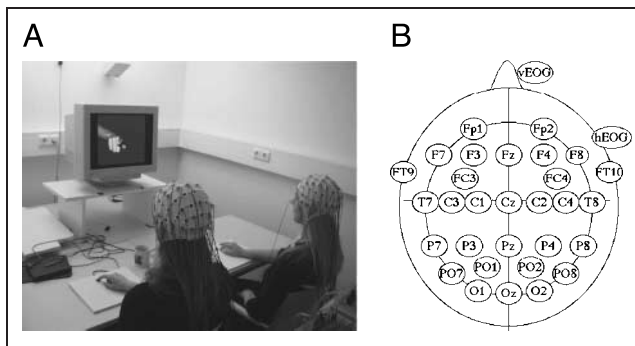 A
B
vEOG
Fp1 Fp2
hEOG
F7 F3 Fz F4 F8
FT9 FC3 FC4 FT10
T7 C3 C1 Cz C2 C4 T8
P7 P3 Pz P4 P8
PO7 PO1 PO2 PO8
O1 Oz O2